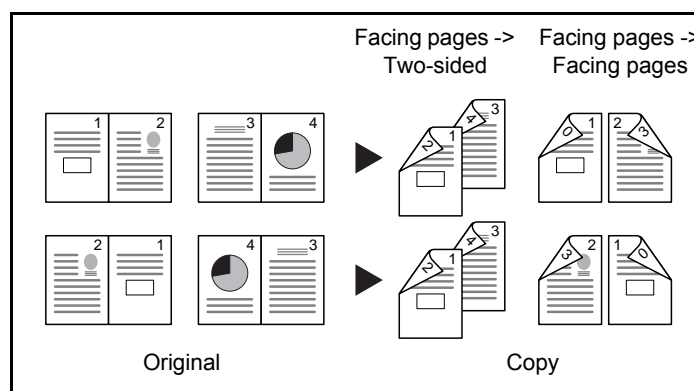 Facing pages -> Facing pages ->
Two-sided Facing pages
1 2 3 4 2 1 4 3 0 1 2 3
2 1 4 3 2 1 4 3 3 2 1 0
Original Copy